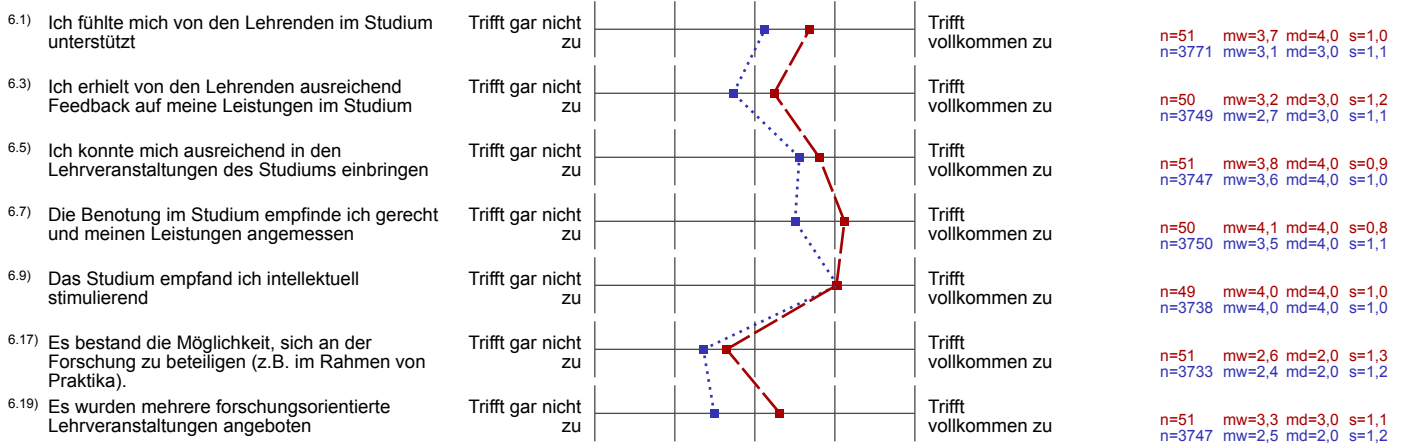 6.1) Ich fühlte mich von den Lehrenden im Studium
unterstützt
Trifft gar nicht
zu
Trifft
vollkommen zu
n=51 mw=3,7 md=4,0 s=1,0
n=3771 mw=3,1 md=3,0 s=1,1
6.3) Ich erhielt von den Lehrenden ausreichend
Feedback auf meine Leistungen im Studium
Trifft gar nicht
zu
Trifft
vollkommen zu
n=50 mw=3,2 md=3,0 s=1,2
n=3749 mw=2,7 md=3,0 s=1,1
6.5) Ich konnte mich ausreichend in den
Lehrveranstaltungen des Studiums einbringen
Trifft gar nicht
zu
Trifft
vollkommen zu
n=51 mw=3,8 md=4,0 s=0,9
n=3747 mw=3,6 md=4,0 s=1,0
6.7) Die Benotung im Studium empfinde ich gerecht
und meinen Leistungen angemessen
Trifft gar nicht
zu
Trifft
vollkommen zu
n=50 mw=4,1 md=4,0 s=0,8
n=3750 mw=3,5 md=4,0 s=1,1
6.9) Das Studium empfand ich intellektuell
stimulierend
Trifft gar nicht
zu
Trifft
vollkommen zu
n=49 mw=4,0 md=4,0 s=1,0
n=3738 mw=4,0 md=4,0 s=1,0
6.17) Es bestand die Möglichkeit, sich an der
Forschung zu beteiligen (z.B. im Rahmen von
Praktika).
Trifft gar nicht
zu
Trifft
vollkommen zu
n=51 mw=2,6 md=2,0 s=1,3
n=3733 mw=2,4 md=2,0 s=1,2
6.19) Es wurden mehrere forschungsorientierte
Lehrveranstaltungen angeboten
Trifft gar nicht
zu
Trifft
vollkommen zu
n=51 mw=3,3 md=3,0 s=1,1
n=3747 mw=2,5 md=2,0 s=1,2